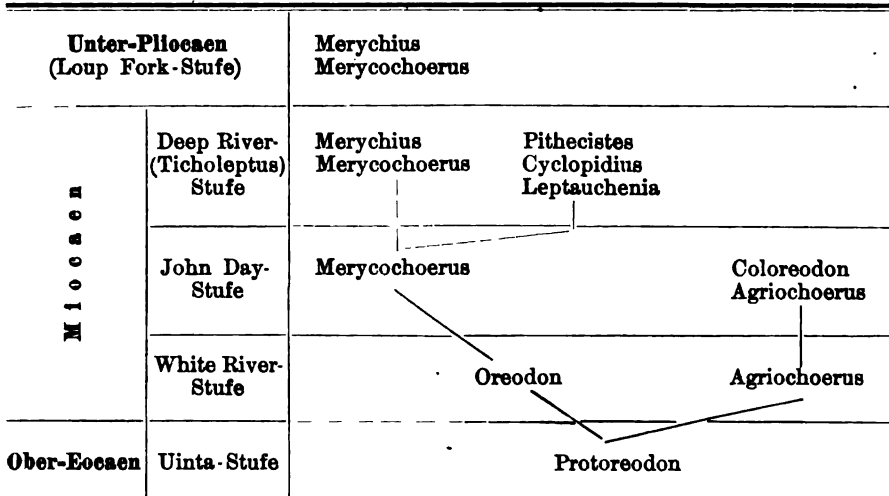 Unter-Pliocaen
(Loup Fork-Stufe)
Merychius
Merycochoerus
Miocaen
Deep River-
(Ticholeptus)
Stufe
Merychius
Merycochoerus
Pithecistes
Cyclopidius
Leptauchenia
John Day-
Stufe
Merycochoerus
Coloreodon
Agriochoerus
White River-
Stufe
Oreodon
Agriochoerus
Ober-Eocaen
Uinta-Stufe
Protoreodon